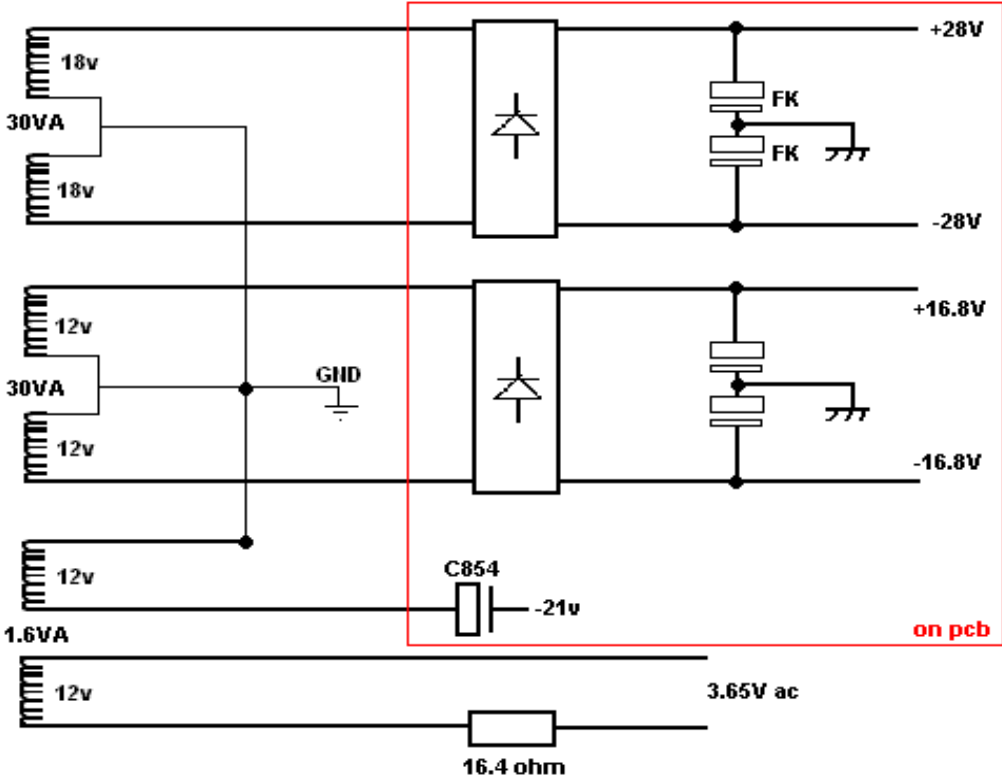 +28V
18v
FK
30VA
FK
18v
-28V
+16.8V
12v
GND
30VA
12v
-16.8V
C854
12v
-21v
1.6VA
on pcb
12v
3.65V ac
16.4 ohm